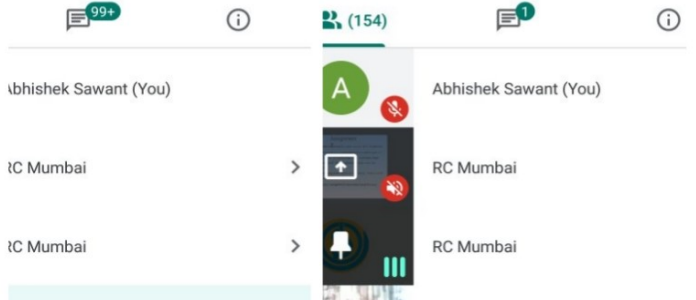 99+
Abhishek Sawant (You)
RC Mumbai
RC Mumbai
(154)
1
A
Abhishek Sawant (You)
RC Mumbai
RC Mumbai